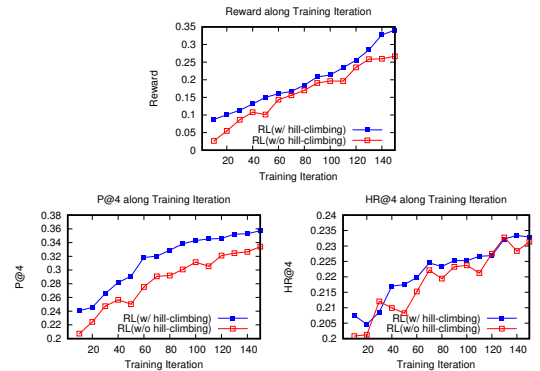 Reward along Training Iteration
0.35
0.3
0.25
0.2
0.15
0.1
0.05
0
Reward
RL(w/ hill-climbing)
RL(w/o hill-climbing)
20 40 60 80 100 120 140
Training Iteration
P@4 along Training Iteration
0.38
0.36
0.34
0.32
0.3
0.28
0.26
0.24
0.22
0.2
P@4
RL(w/ hill-climbing)
RL(w/o hill-climbing)
20 40 60 80 100 120 140
Training Iteration
HR@4 along Training Iteration
0.24
0.235
0.23
0.225
0.22
0.215
0.21
0.205
0.2
HR@4
RL(w/ hill-climbing)
RL(w/o hill-climbing)
20 40 60 80 100 120 140
Training Iteration